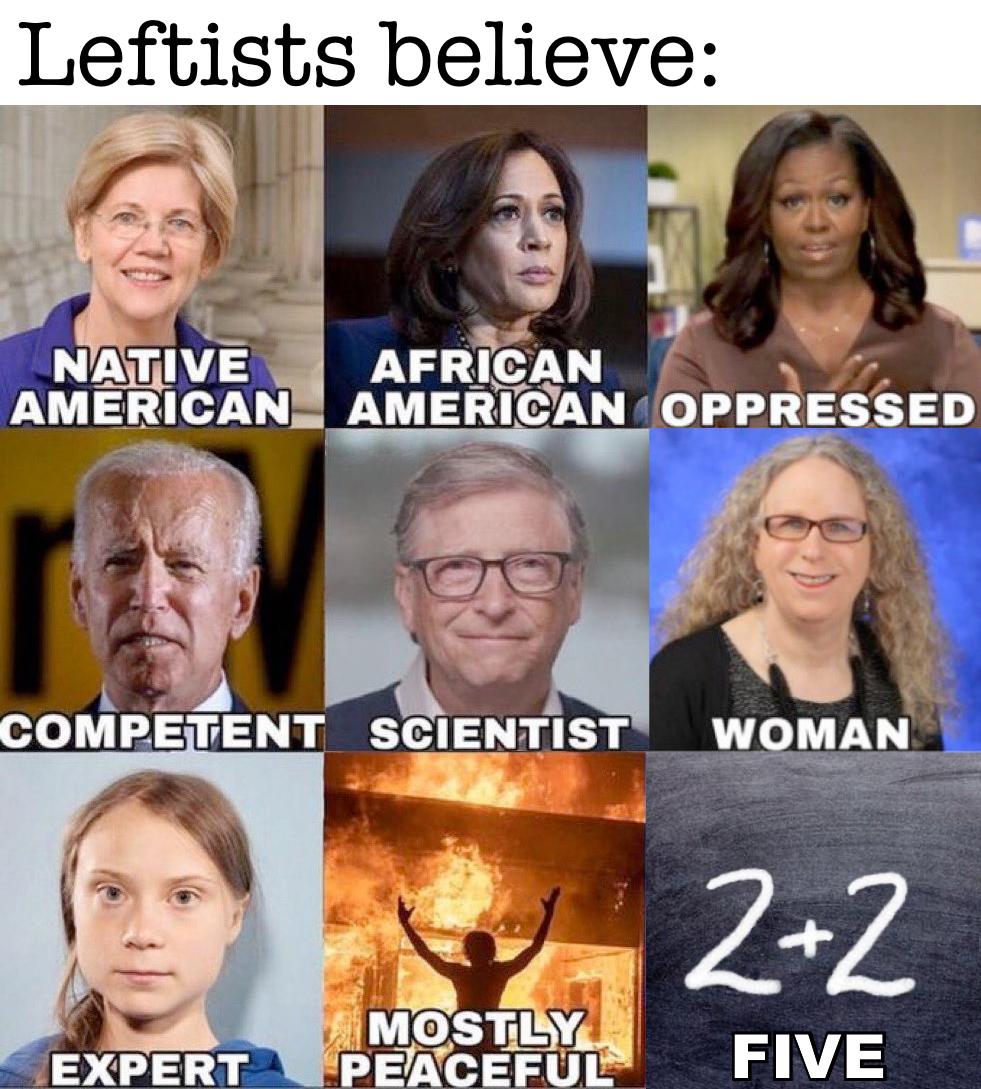 Leftists believe:
NATIVE
AMERICAN
AFRICAN
AMERICAN
OPPRESSED
COMPETENT
SCIENTIST
WOMAN
EXPERT
MOSTLY
PEACEFUL
2+2
FIVE